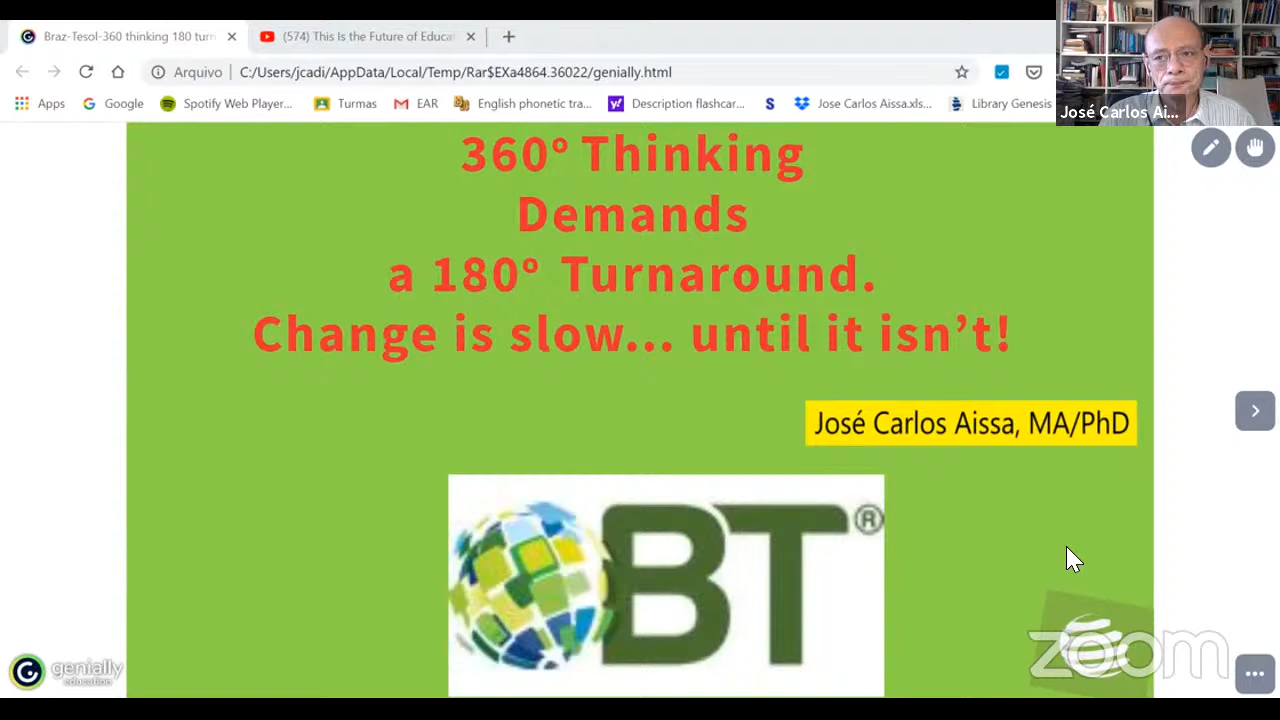 Braz-Tesol-360 thinking 180 turn
(574) This Is the Future of Educa
Arquivo
C:/Users/jcadi/AppData/Local/Temp/Rar$EXa4864.36022/genially.html
Apps
Google
Spotify Web Player...
Turmas
EAR
English phonetic tra...
Description flashcar...
Jose Carlos Aissa.xls...
Library Genesis
José Carlos Ai...
360° Thinking
Demands
a 180° Turnaround.
Change is slow... until it isn’t!
José Carlos Aissa, MA/PhD
BT®
genially
education
zoom